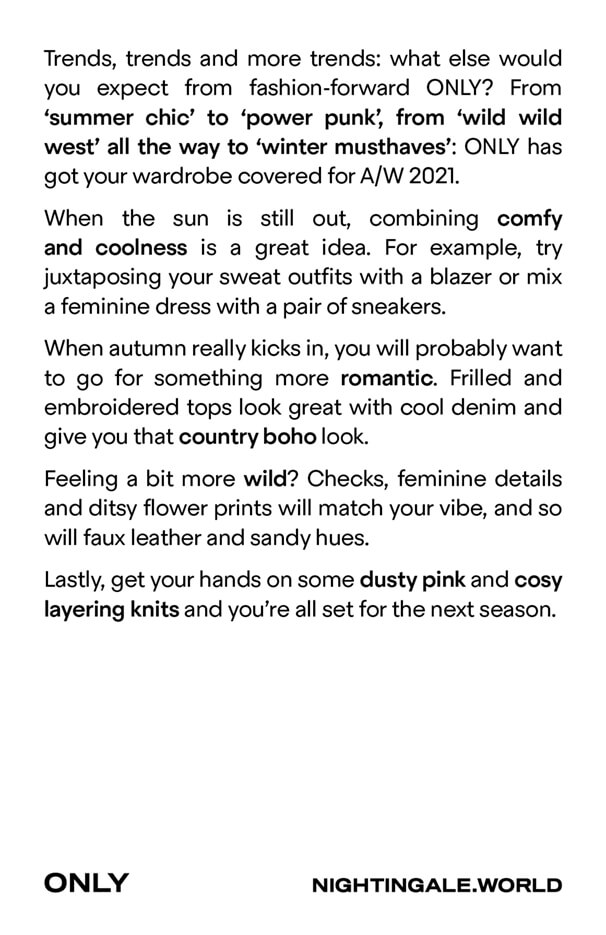 Trends, trends and more trends: what else would
you expect from fashion-forward ONLY? From
‘summer chic’ to ‘power punk’, from ‘wild wild
west’ all the way to ‘winter musthaves’: ONLY has
got your wardrobe covered for A/W 2021.
When the sun is still out, combining comfy
and coolness is a great idea. For example, try
juxtaposing your sweat outfits with a blazer or mix
a feminine dress with a pair of sneakers.
When autumn really kicks in, you will probably want
to go for something more romantic. Frilled and
embroidered tops look great with cool denim and
give you that country boho look.
Feeling a bit more wild? Checks, feminine details
and ditsy flower prints will match your vibe, and so
will faux leather and sandy hues.
Lastly, get your hands on some dusty pink and cosy
layering knits and you’re all set for the next season.
ONLY
NIGHTINGALE.WORLD